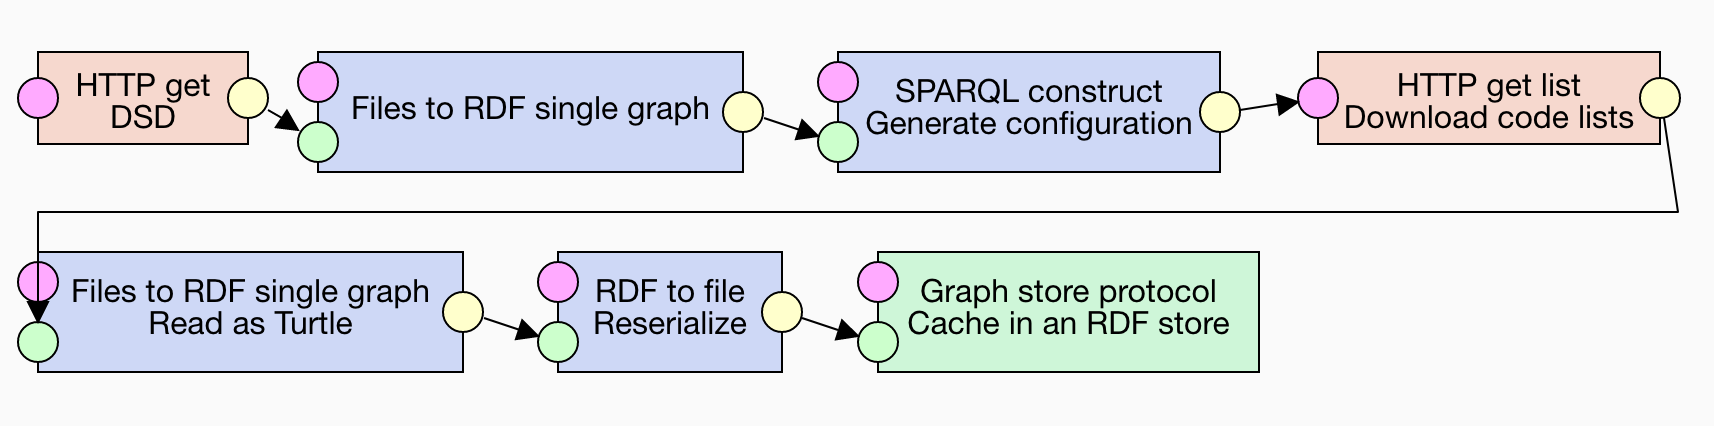 HTTP get
DSD
Files to RDF single graph
SPARQL construct
Generate configuration
HTTP get list
Download code lists
Files to RDF single graph
Read as Turtle
RDF to file
Reserialize
Graph store protocol
Cache in an RDF store